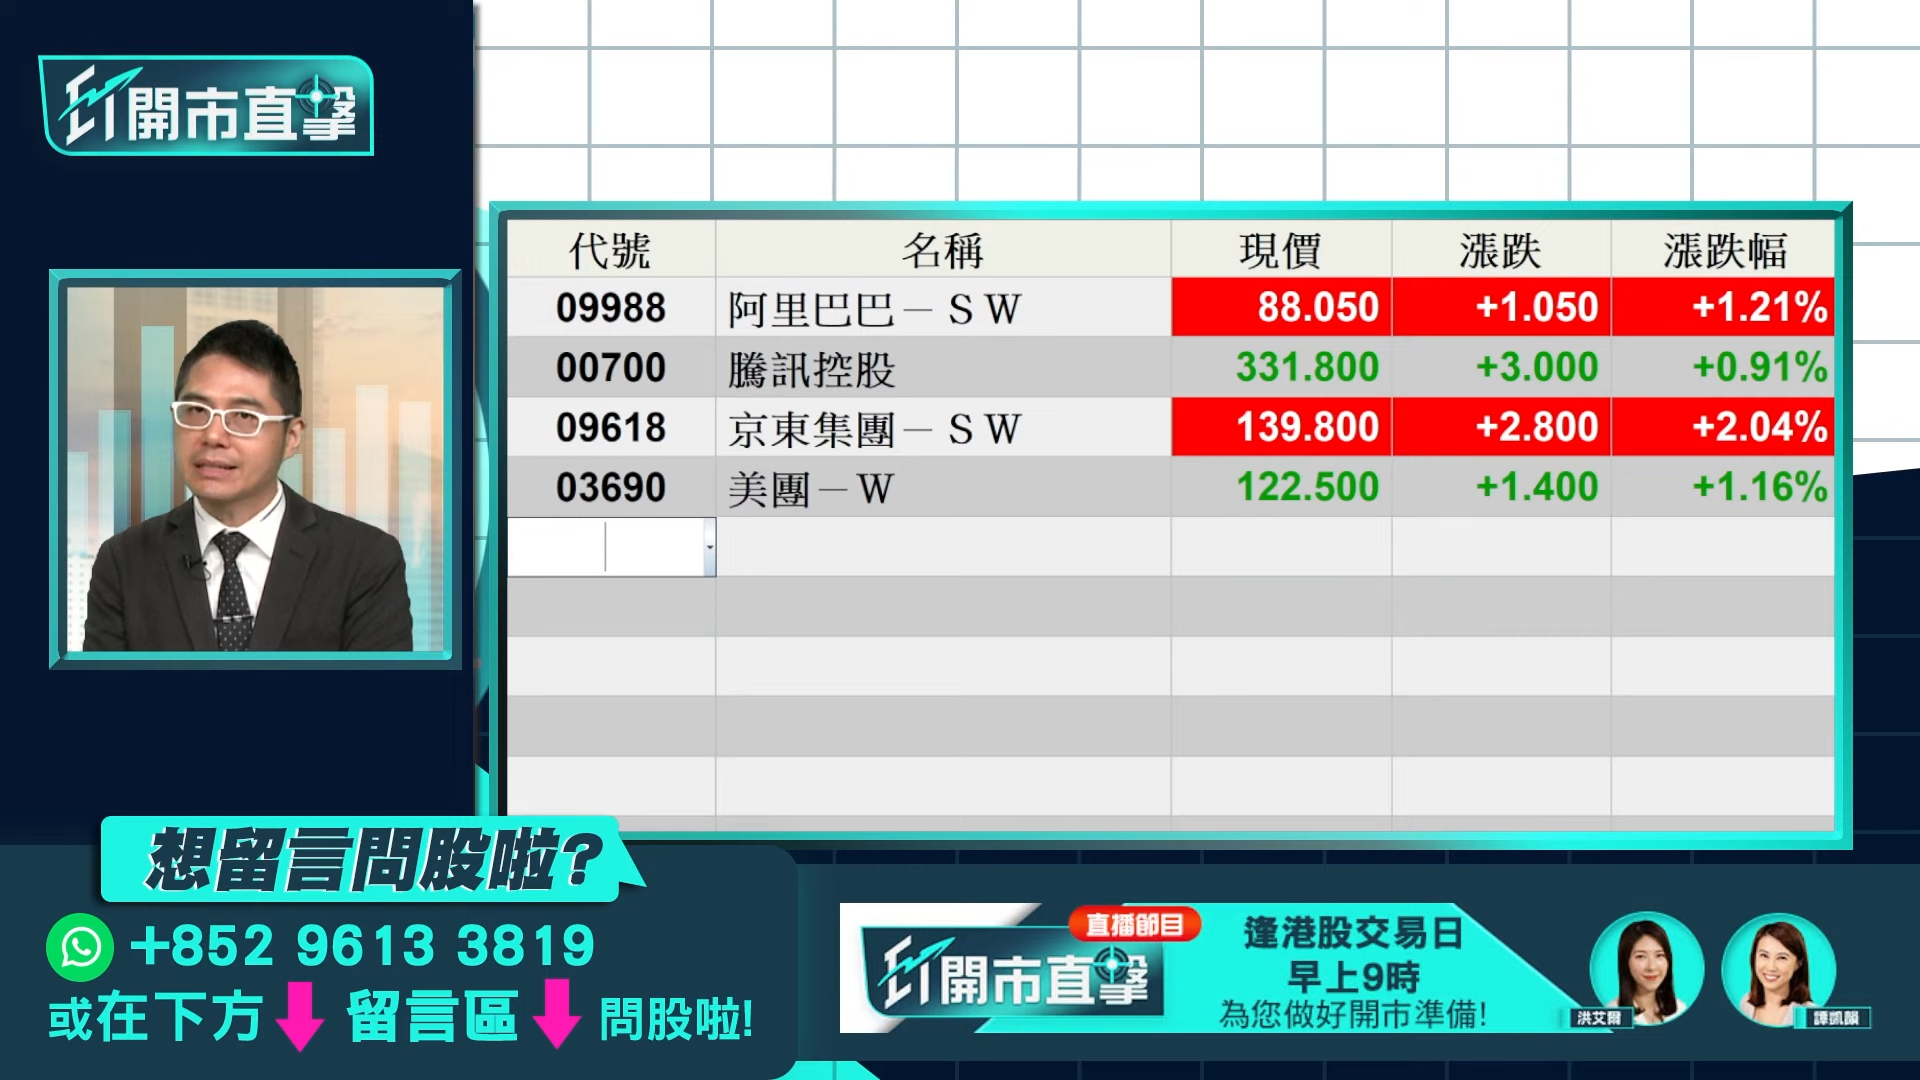 ET開市直擊
代號 名稱 現價 漲跌 漲跌幅
09988 阿里巴巴－ＳＷ 88.050 +1.050 +1.21%
00700 騰訊控股 331.800 +3.000 +0.91%
09618 京東集團－ＳＷ 139.800 +2.800 +2.04%
03690 美團－Ｗ 122.500 +1.400 +1.16%
想留言問股啦?
+852 9613 3819
或在下方 留言區 問股啦!
直播節目
ET開市直擊
逢港股交易日
早上9時
為您做好開市準備!
洪艾爾
譚凱韻